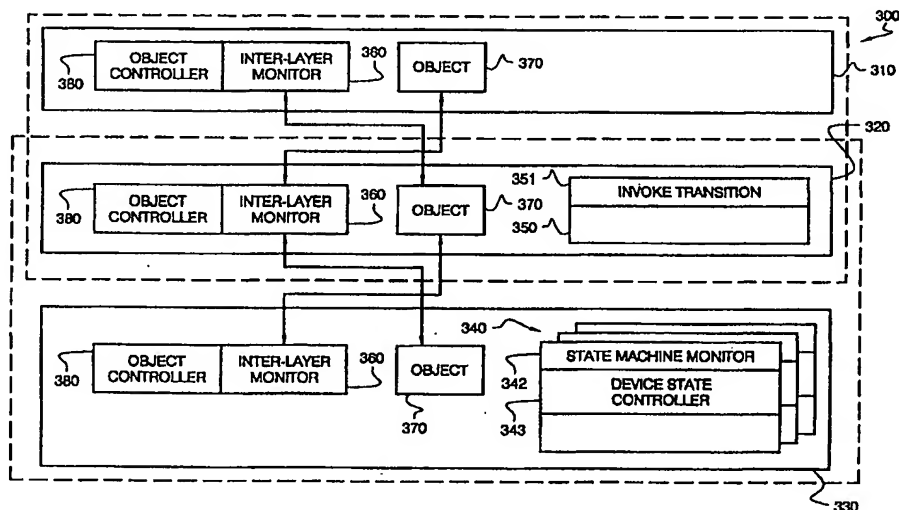 300
OBJECT CONTROLLER
INTER-LAYER MONITOR
OBJECT
360
370
380
310
320
OBJECT CONTROLLER
INTER-LAYER MONITOR
OBJECT
360
370
380
351
INVOKE TRANSITION
350
340
OBJECT CONTROLLER
INTER-LAYER MONITOR
OBJECT
360
370
380
STATE MACHINE MONITOR
342
DEVICE STATE CONTROLLER
343
330